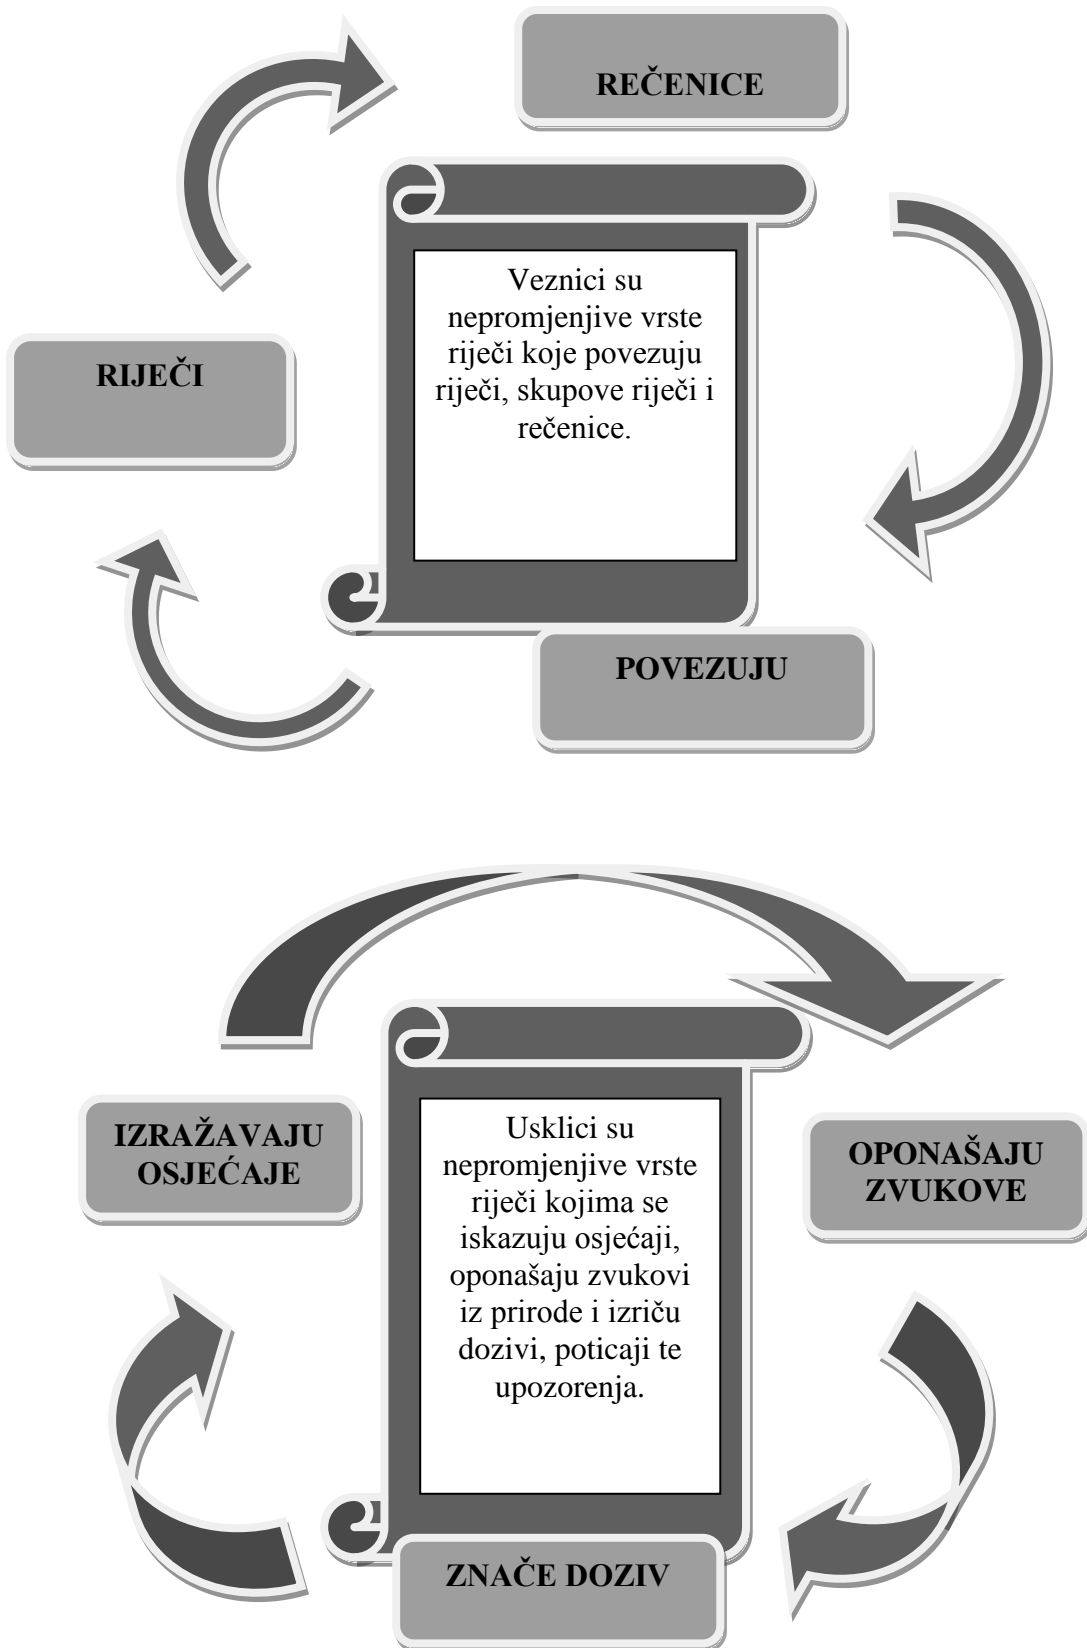 REČENICE
Veznici su
nepromjenjive vrste
riječi koje povezuju
riječi, skupove riječi i
rečenice.
RIJEČI
POVEZUJU
IZRAŽAVAJU
OSJEĆAJE
Usklici su
nepromjenjive vrste
riječi kojima se
iskazuju osjećaji,
oponašaju zvukovi
iz prirode i izriču
dozivi, poticaji te
upozorenja.
OPONAŠAJU
ZVUKOVE
ZNAČE DOZIV